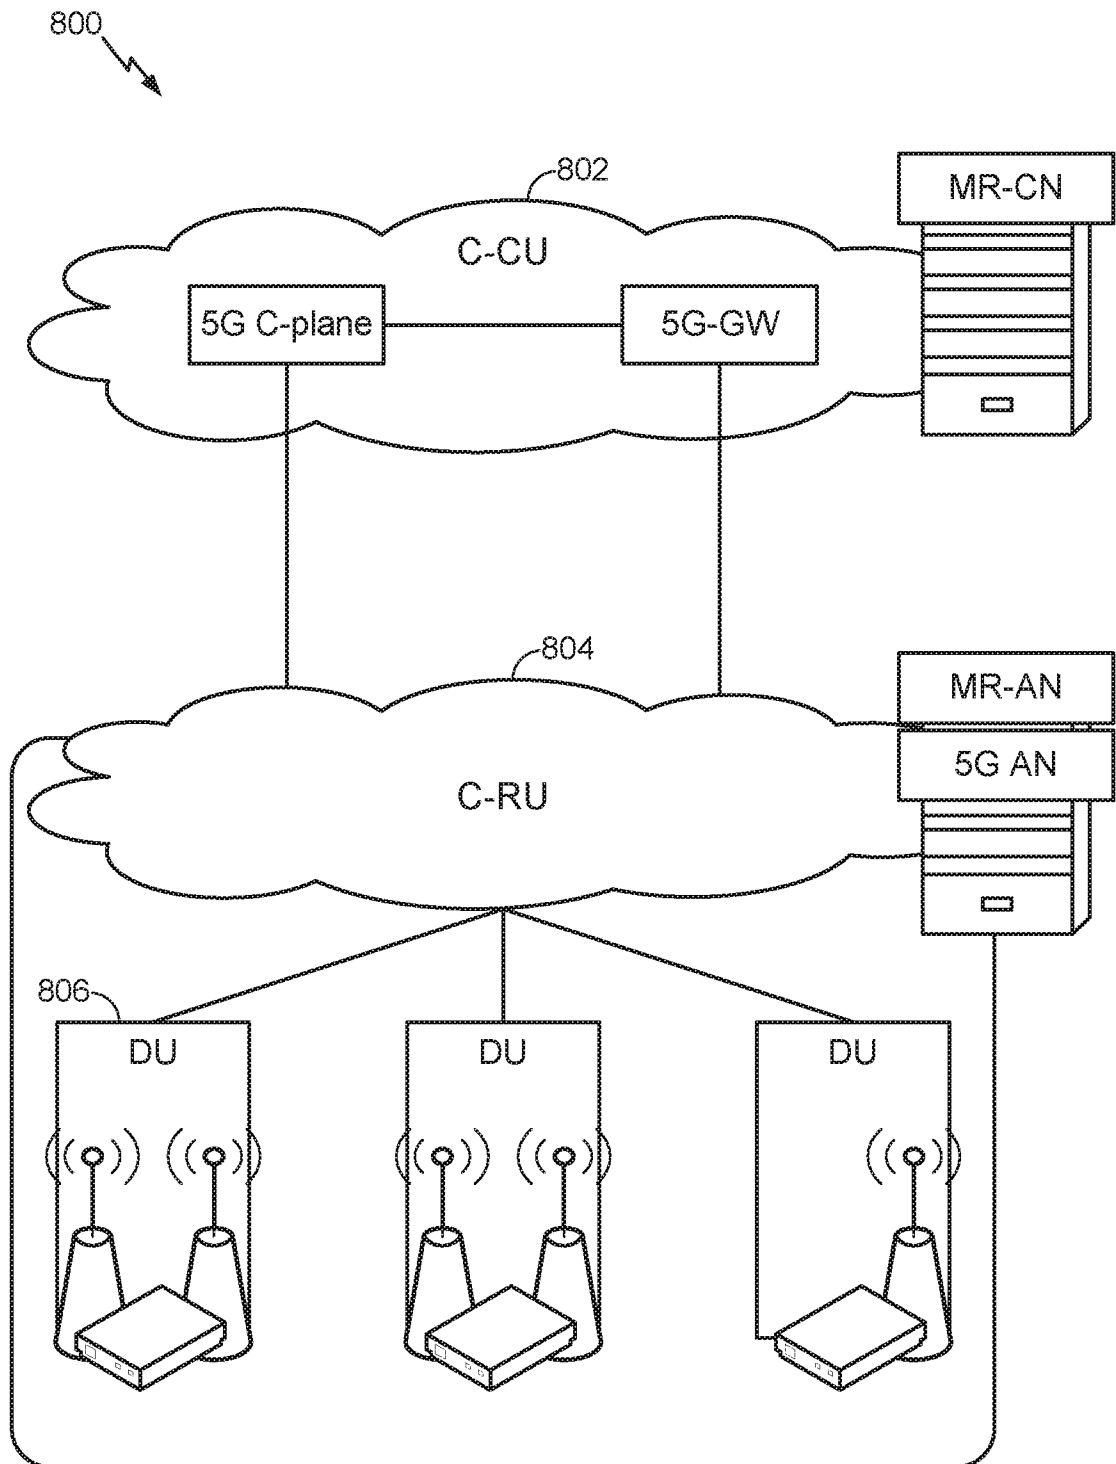 800
802
MR-CN
C-CU
5G C-plane
5G-GW
804
MR-AN
5G AN
C-RU
806
DU
DU
DU